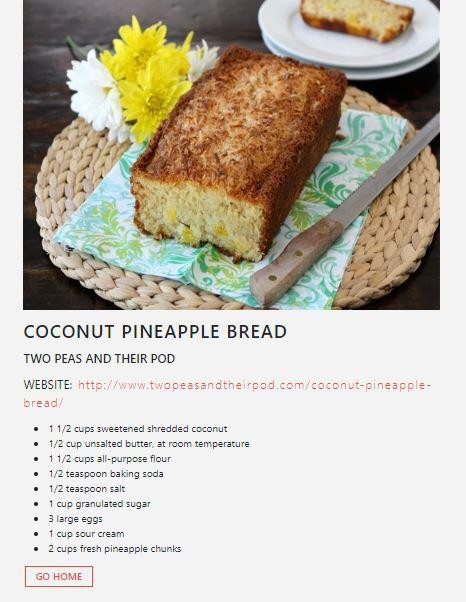 COCONUT PINEAPPLE BREAD
TWO PEAS AND THEIR POD
WEBSITE: http://www.twopeasandtheirpod.com/coconut-pineapple-
bread/
1 1/2 cups sweetened shredded coconut
1/2 cup unsalted butter, at room temperature
1 1/2 cups all-purpose flour
1/2 teaspoon baking soda
1/2 teaspoon salt
1 cup granulated sugar
3 large eggs
1 cup sour cream
2 cups fresh pineapple chunks
GO HOME